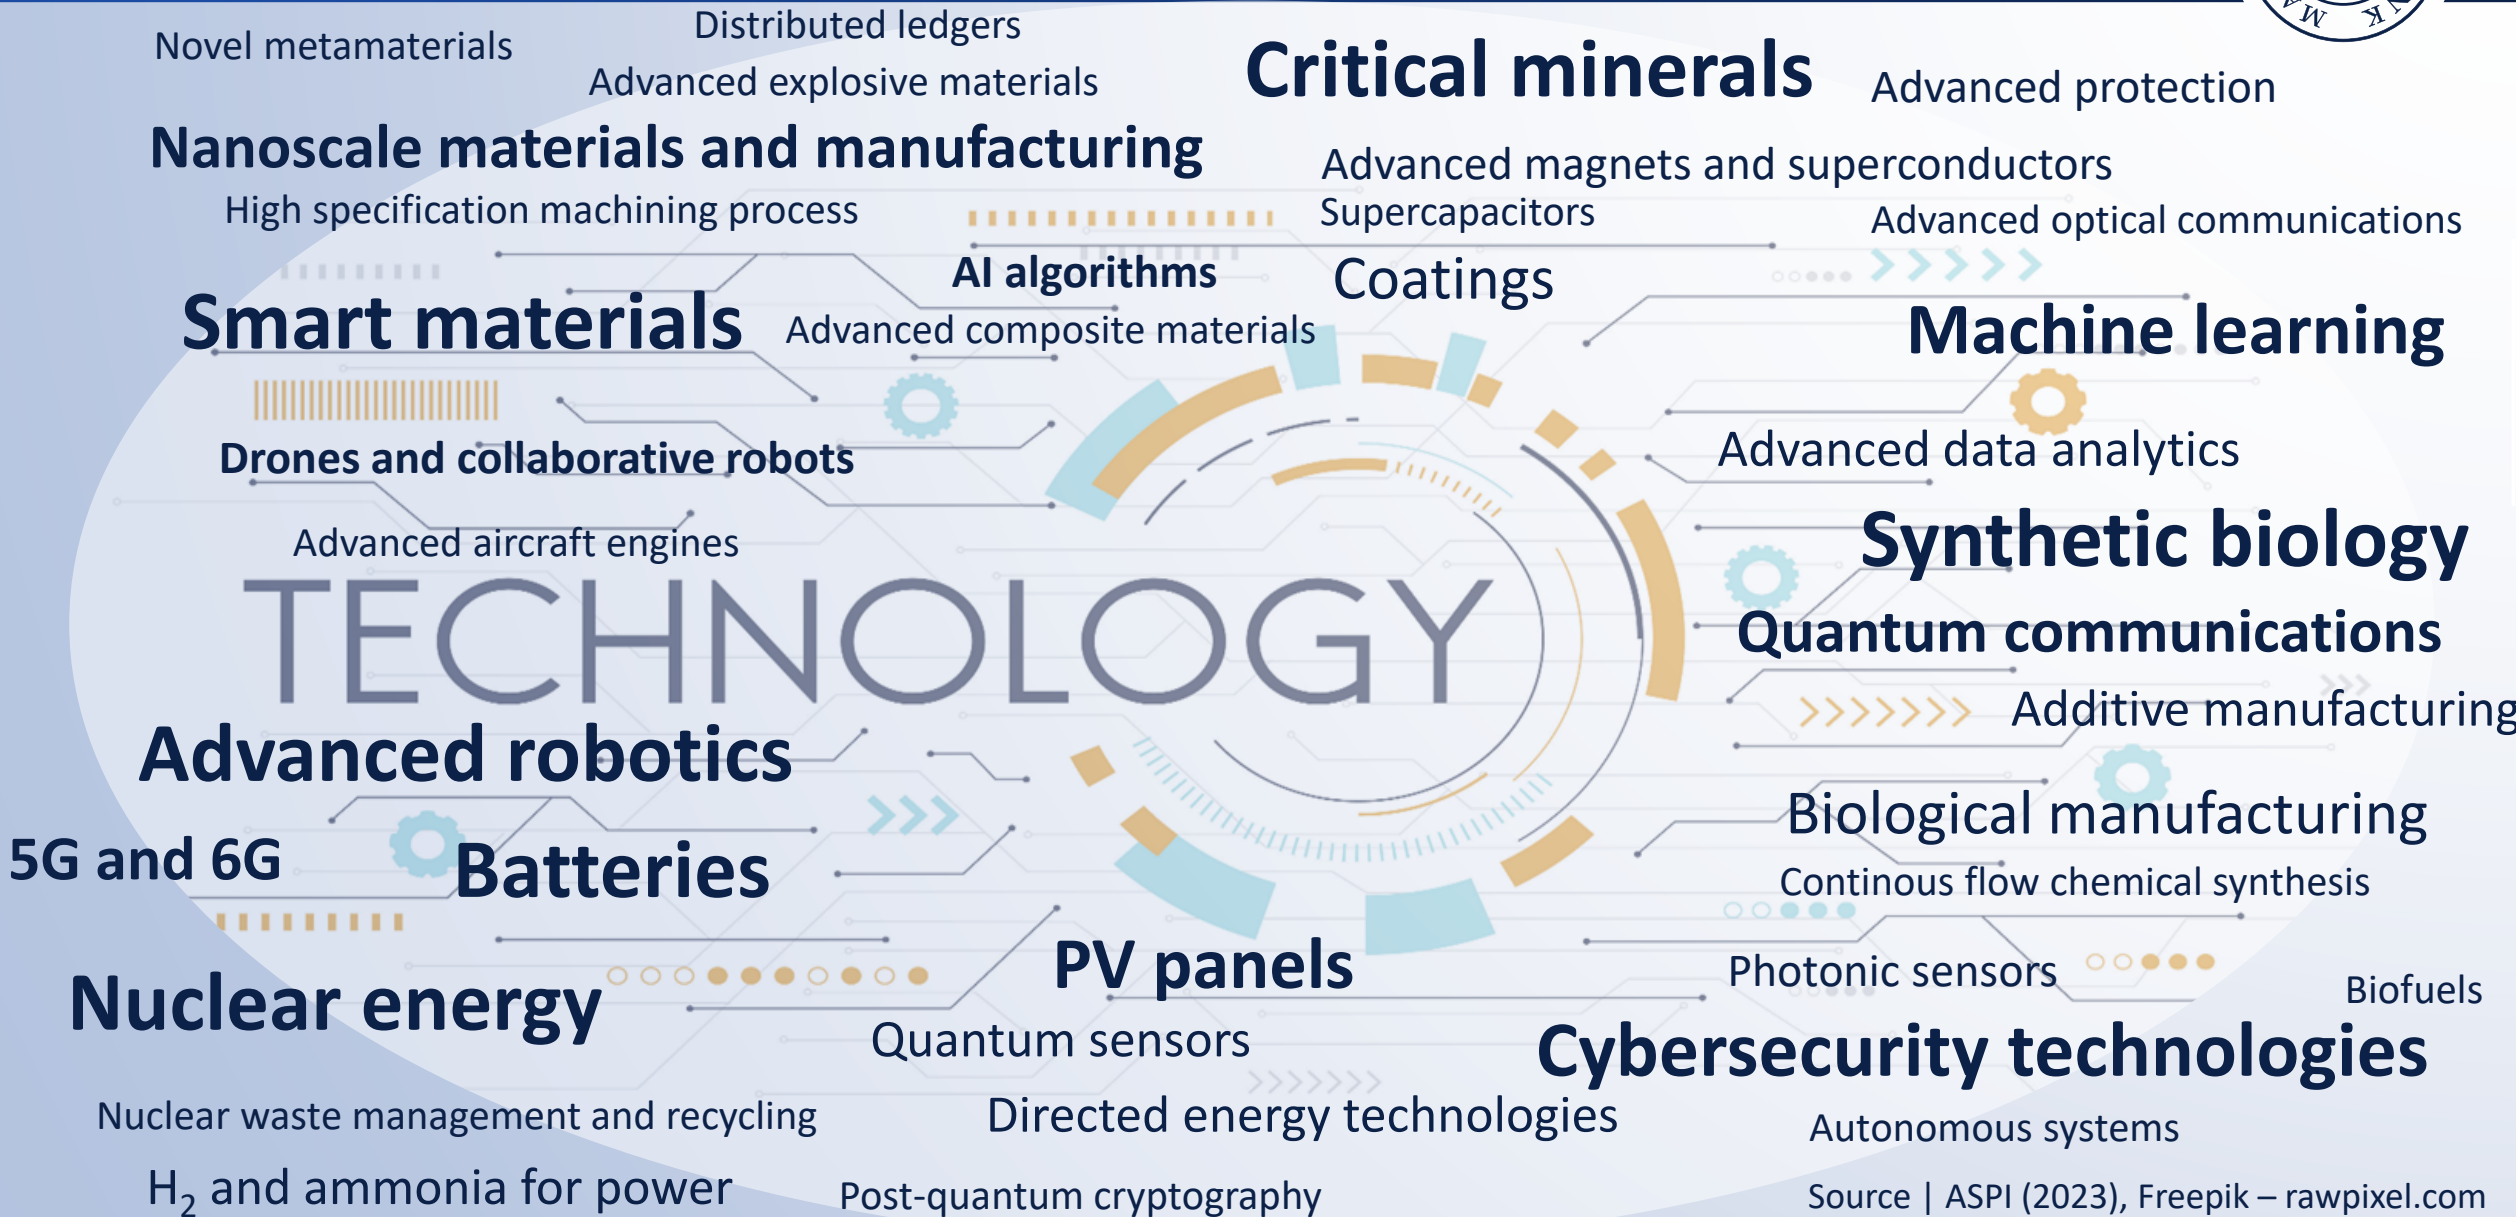 Distributed ledgers
Novel metamaterials
Advanced explosive materials
Critical minerals
Advanced protection
Nanoscale materials and manufacturing
Advanced magnets and superconductors
High specification machining process
Supercapacitors
Advanced optical communications
AI algorithms
Coatings
Smart materials
Advanced composite materials
Machine learning
Drones and collaborative robots
Advanced data analytics
Advanced aircraft engines
Synthetic biology
TECHNOLOGY
Quantum communications
Additive manufacturing
Advanced robotics
Biological manufacturing
5G and 6G
Batteries
Continous flow chemical synthesis
PV panels
Photonic sensors
Biofuels
Nuclear energy
Quantum sensors
Cybersecurity technologies
Nuclear waste management and recycling
Directed energy technologies
Autonomous systems
H₂ and ammonia for power
Post-quantum cryptography
Source | ASPI (2023), Freepik – rawpixel.com